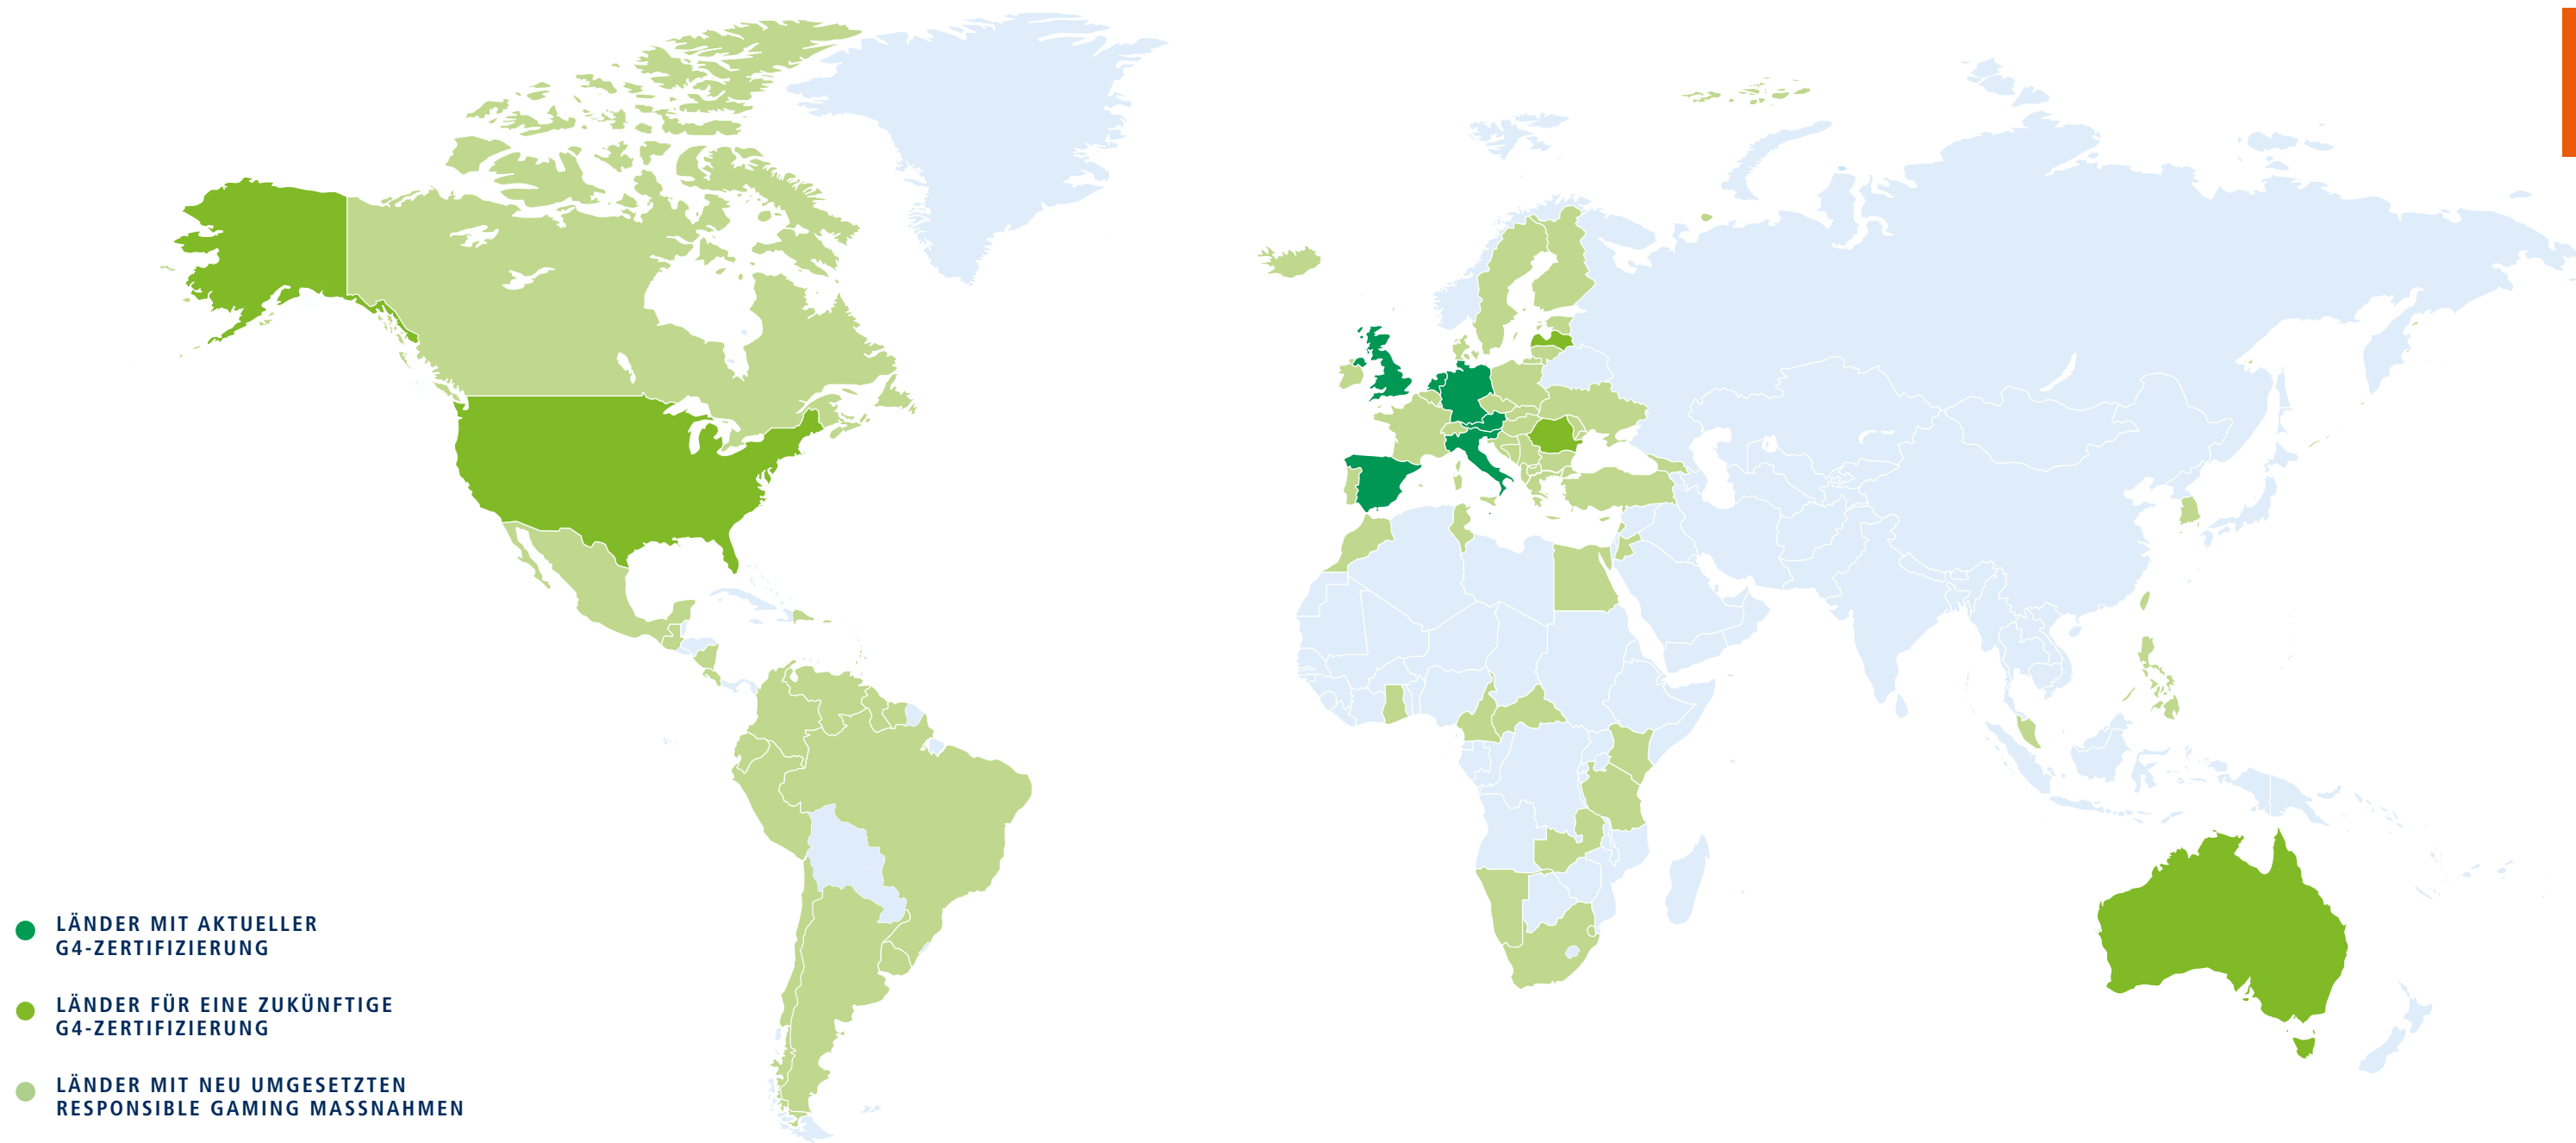 LÄNDER MIT AKTUELLER
G4-ZERTIFIZIERUNG
LÄNDER FÜR EINE ZUKÜNFTIGE
G4-ZERTIFIZIERUNG
LÄNDER MIT NEU UMGESETZTEN
RESPONSIBLE GAMING MASSNAHMEN